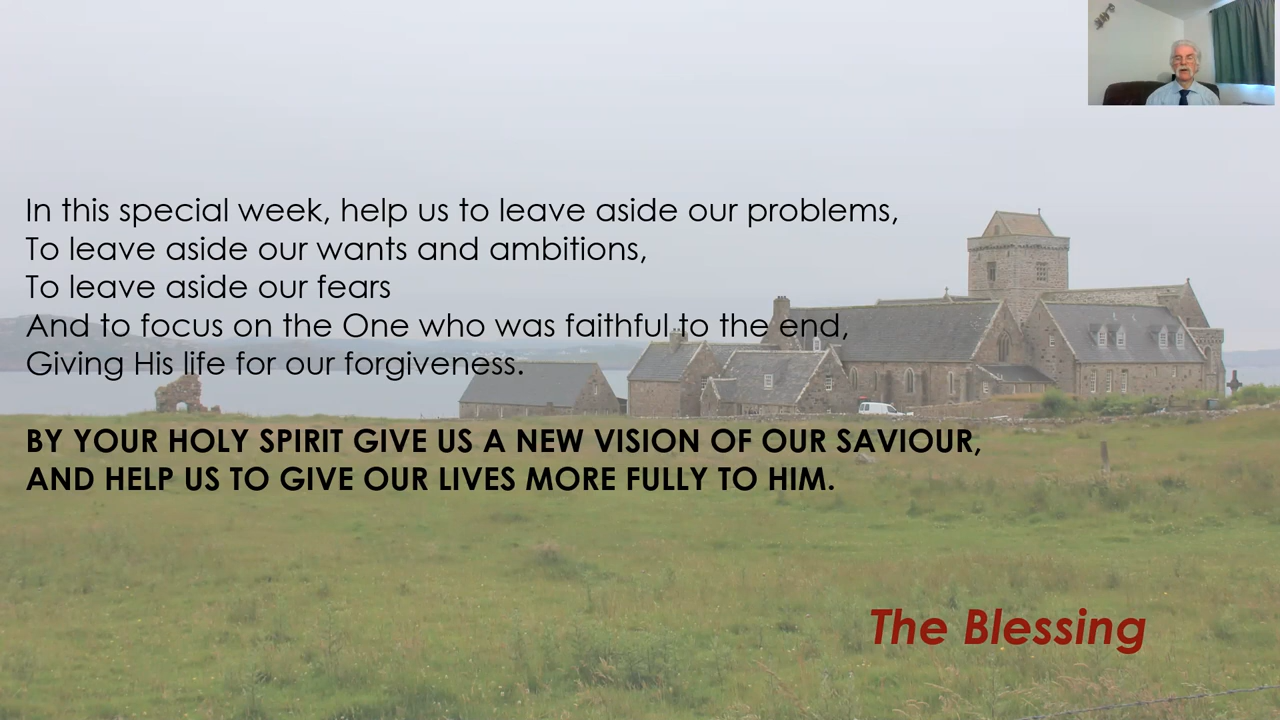 In this special week, help us to leave aside our problems,
To leave aside our wants and ambitions,
To leave aside our fears
And to focus on the One who was faithful to the end,
Giving His life for our forgiveness.
BY YOUR HOLY SPIRIT GIVE US A NEW VISION OF OUR SAVIOUR,
AND HELP US TO GIVE OUR LIVES MORE FULLY TO HIM.
The Blessing